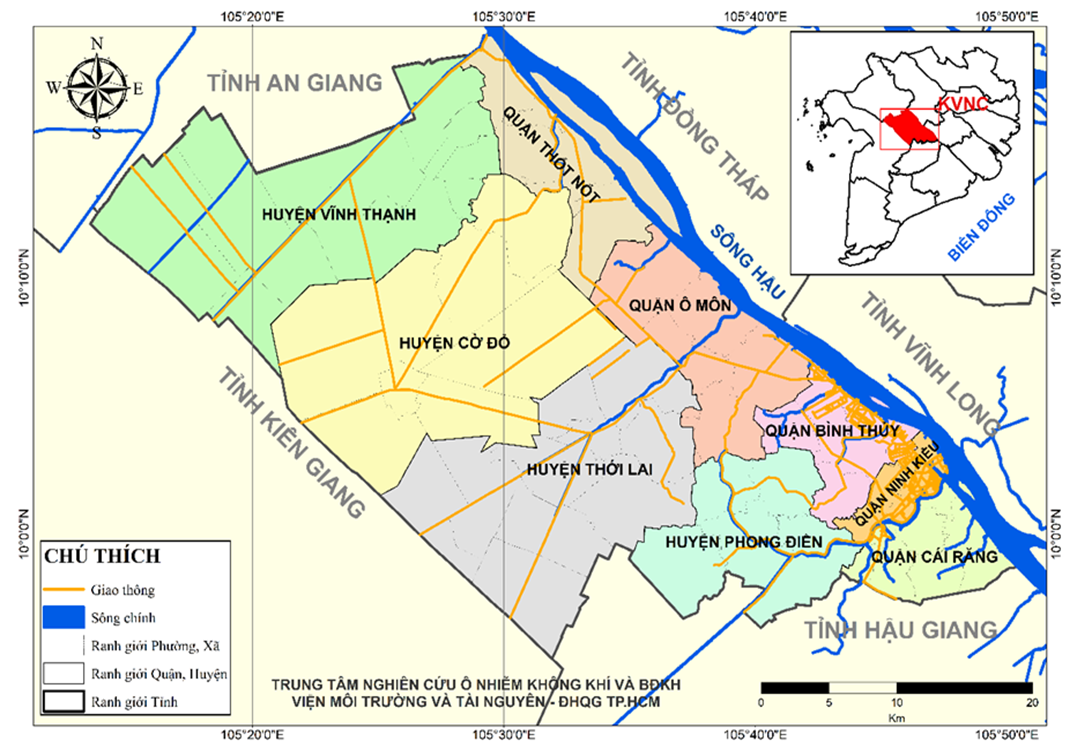 105°20'0"E
105°30'0"E
105°40'0"E
105°50'0"E
N
W
E
S
TỈNH AN GIANG
TỈNH ĐỒNG THÁP
KVNC
BIỂN ĐÔNG
QUẬN THỐT NỐT
HUYỆN VĨNH THẠNH
SÔNG HẬU
10°10'0"N
10°10'0"N
QUẬN Ô MÔN
TỈNH VĨNH LONG
HUYỆN CỜ ĐỎ
TỈNH KIÊN GIANG
QUẬN BÌNH THỦY
HUYỆN THỚI LAI
QUẬN NINH KIỀU
10°0'0"N
10°0'0"N
HUYỆN PHONG ĐIỀN
QUẬN CÁI RĂNG
TỈNH HẬU GIANG
CHÚ THÍCH
Giao thông
Sông chính
Ranh giới Phường, Xã
Ranh giới Quận, Huyện
Ranh giới Tỉnh
TRUNG TÂM NGHIÊN CỨU Ô NHIỄM KHÔNG KHÍ VÀ BĐKH
VIỆN MÔI TRƯỜNG VÀ TÀI NGUYÊN - ĐHQG TP.HCM
0 5 10 20
Km
105°20'0"E
105°30'0"E
105°40'0"E
105°50'0"E